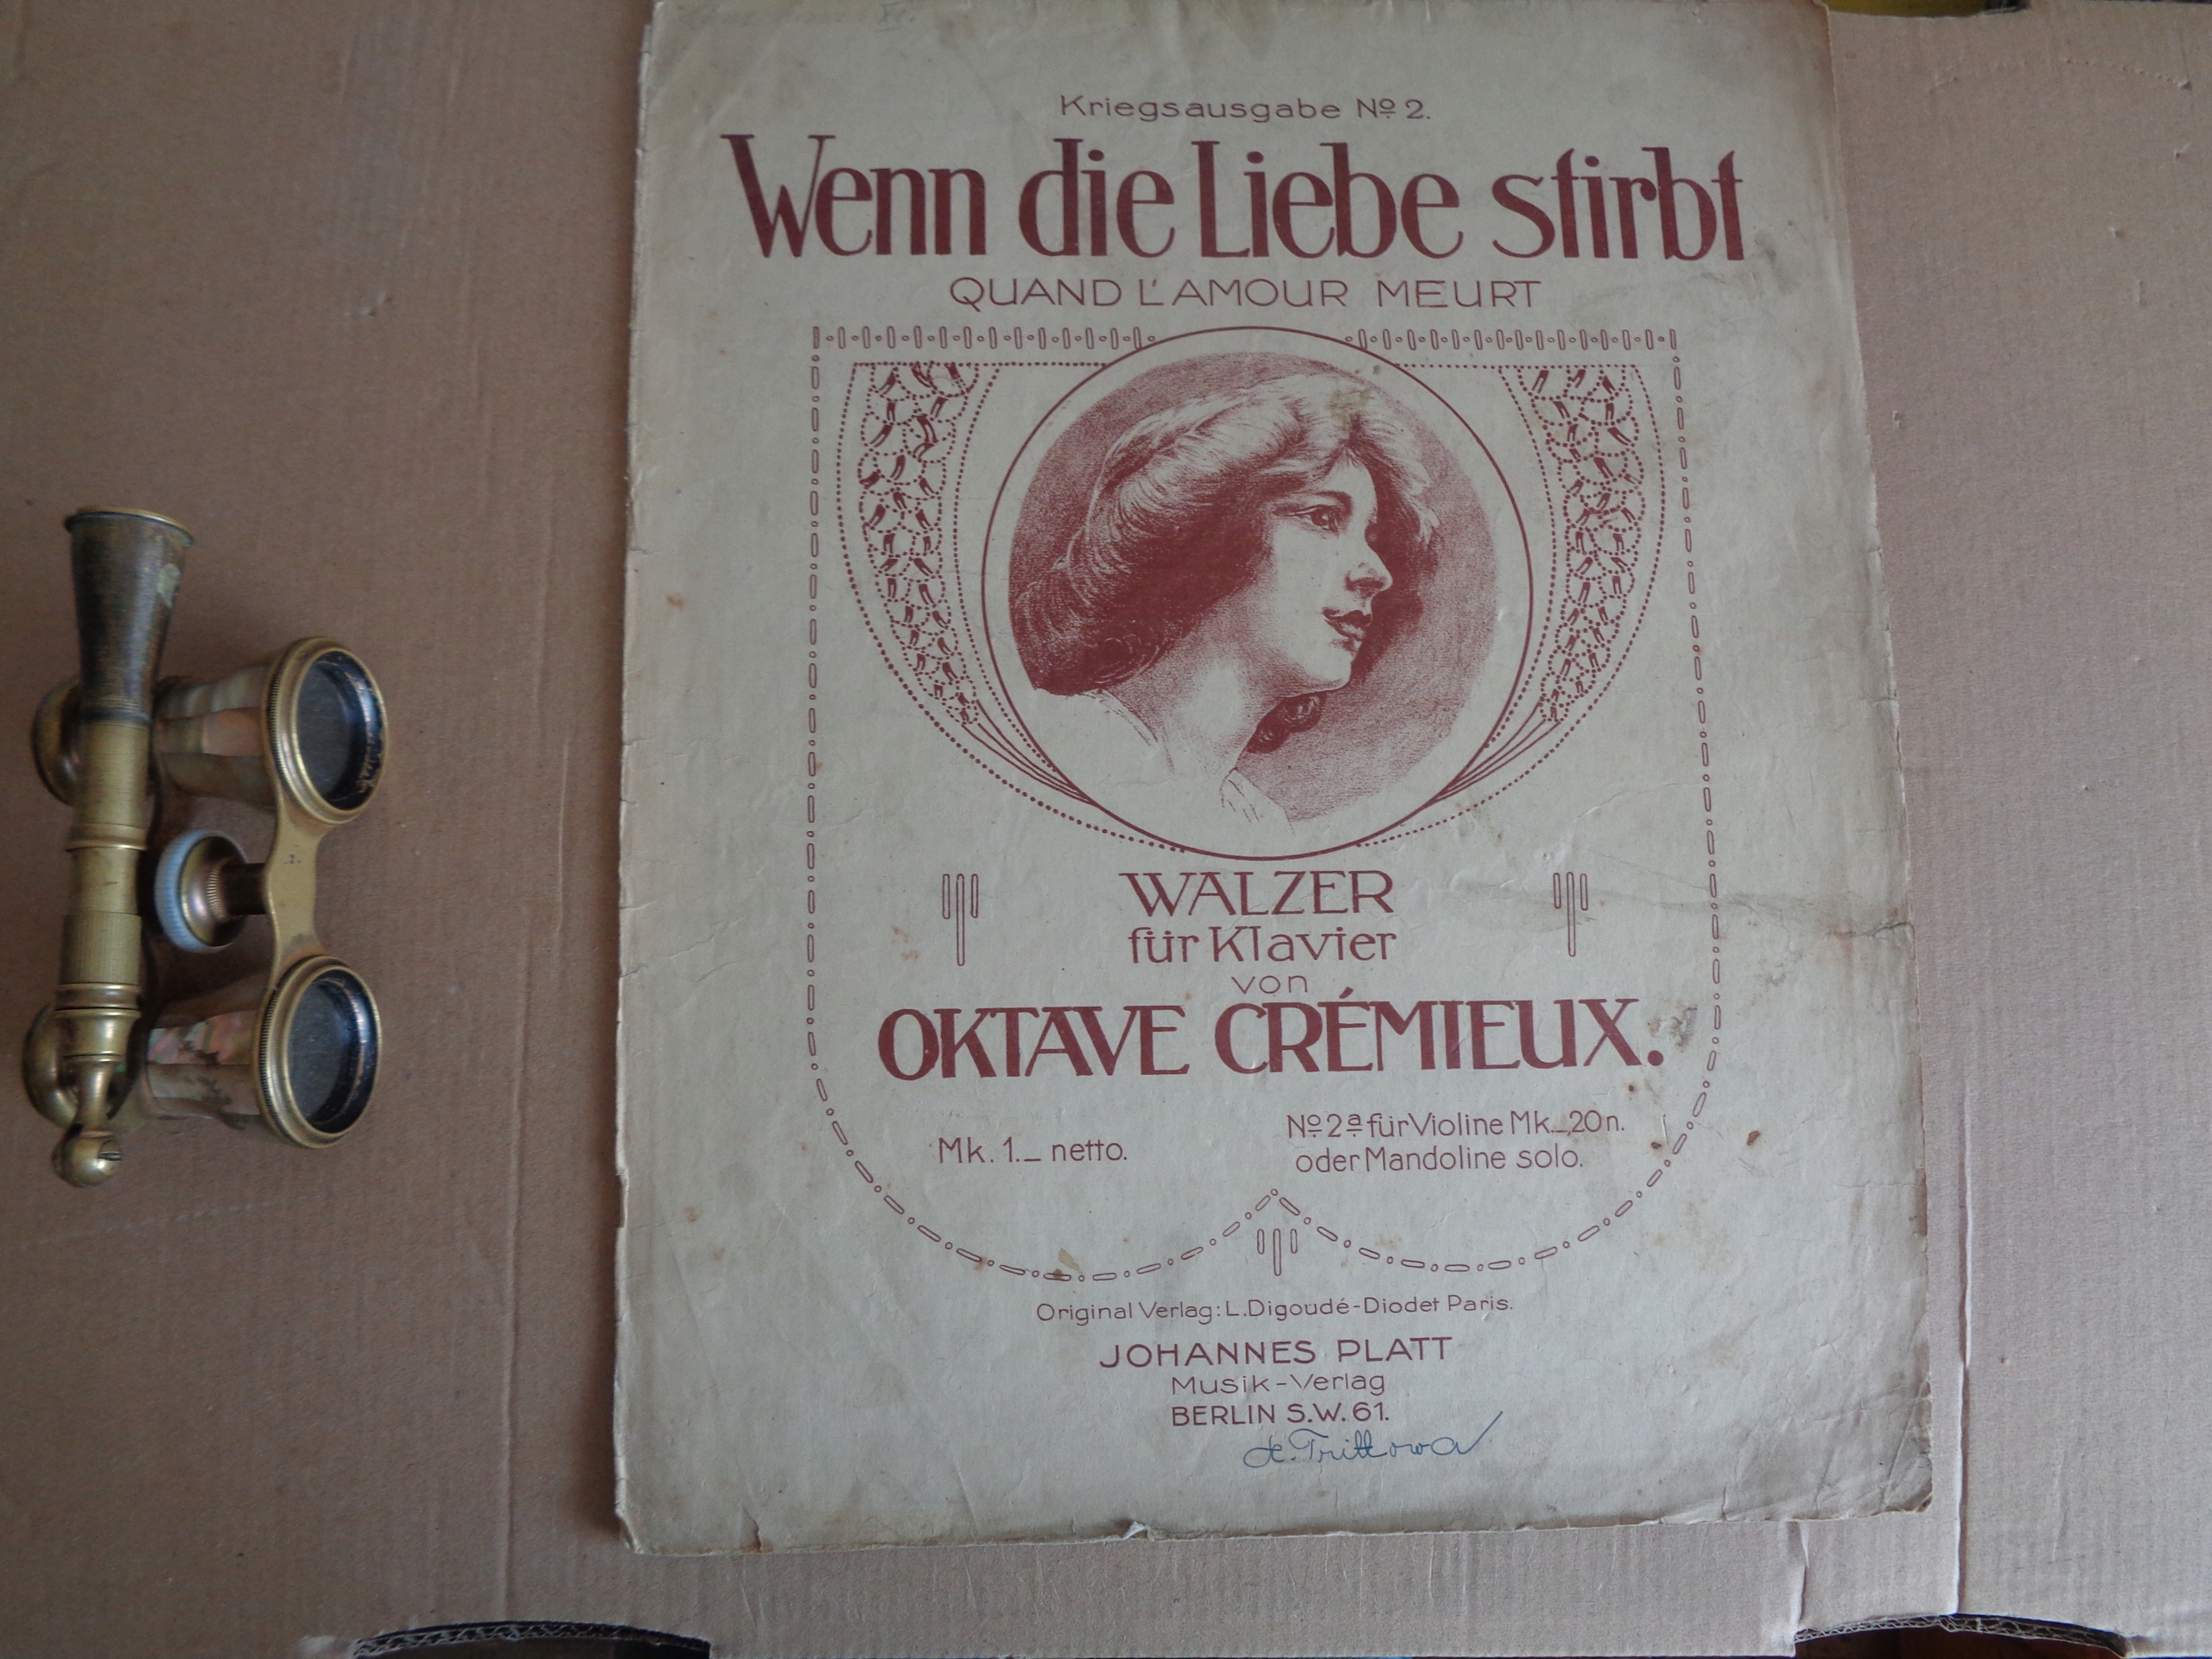 Kriegsausgabe Nº 2.
Wenn die Liebe stirbt
QUAND L'AMOUR MEURT
WALZER
für Klavier
von
OKTAVE CRÉMIEUX.
Mk. 1._ netto.
Nº 2ª für Violine Mk._20 n.
oder Mandoline solo.
Original Verlag: L. Digoudé-Diodet Paris.
JOHANNES PLATT
Musik-Verlag
BERLIN S.W. 61.